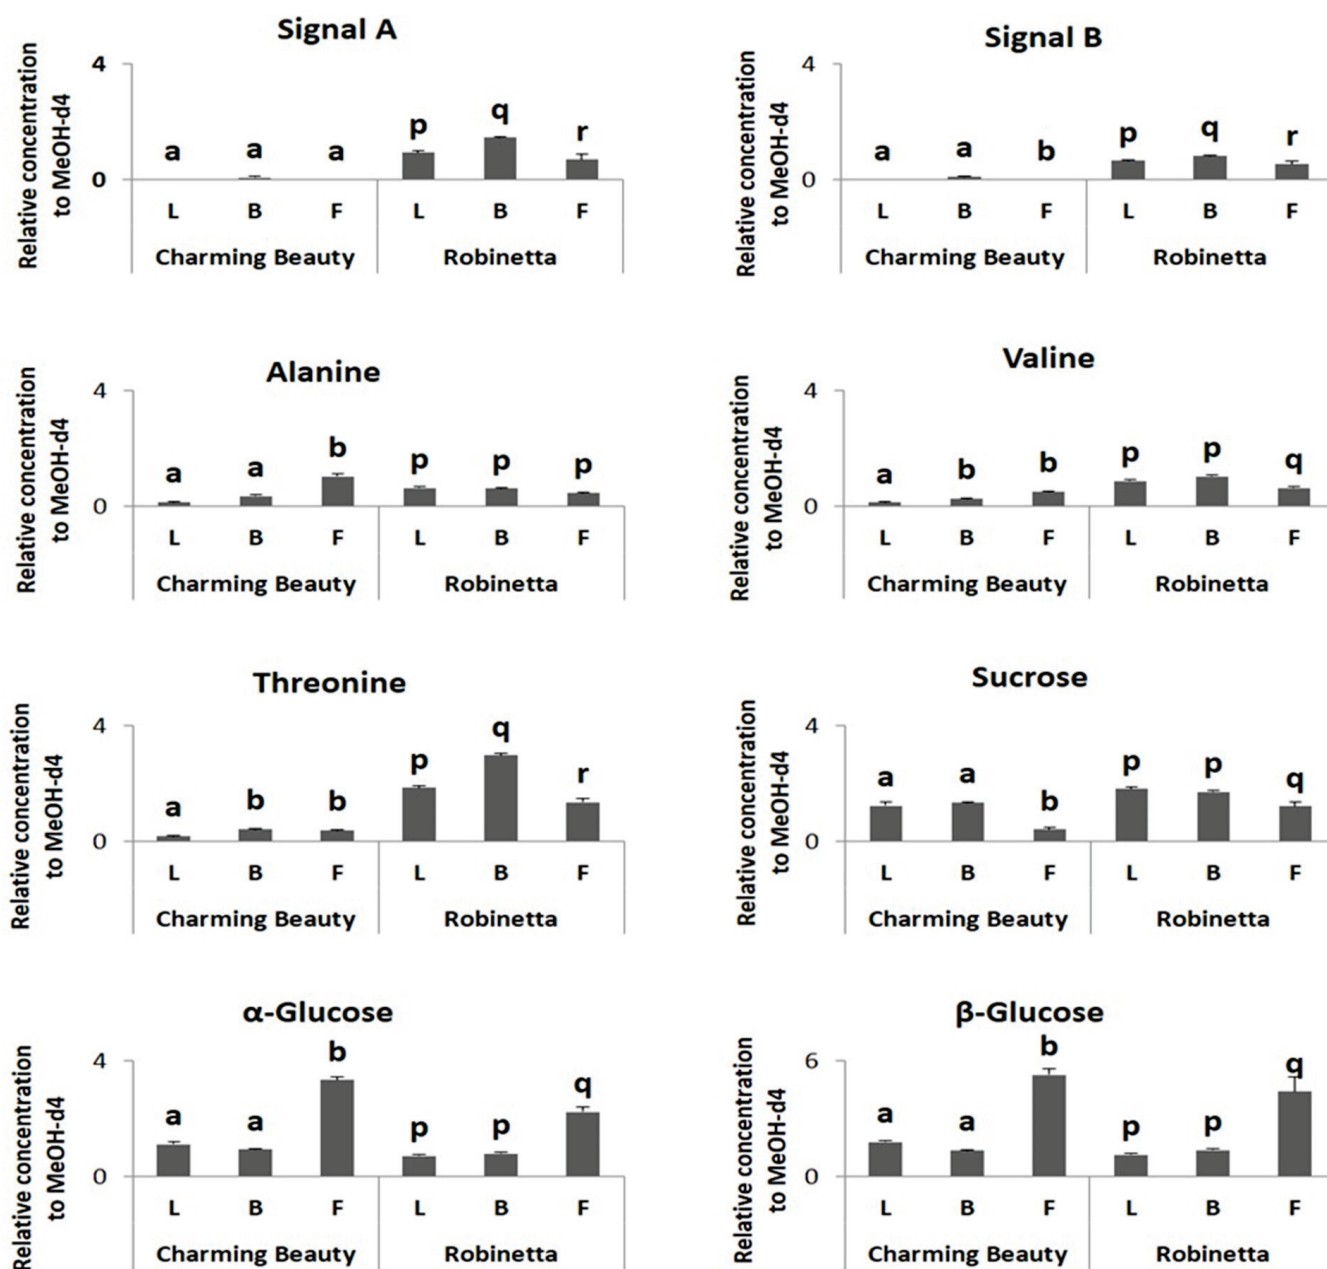 Signal A
Relative concentration
to MeOH-d4
4
0
a a a p q r
L B F L B F
Charming Beauty Robinetta
Signal B
Relative concentration
to MeOH-d4
4
0
a a b p q r
L B F L B F
Charming Beauty Robinetta
Alanine
Relative concentration
to MeOH-d4
4
0
a a b p p p
L B F L B F
Charming Beauty Robinetta
Valine
Relative concentration
to MeOH-d4
4
0
a b b p p q
L B F L B F
Charming Beauty Robinetta
Threonine
Relative concentration
to MeOH-d4
4
0
a b b p q r
L B F L B F
Charming Beauty Robinetta
Sucrose
Relative concentration
to MeOH-d4
4
0
a a b p p q
L B F L B F
Charming Beauty Robinetta
α-Glucose
Relative concentration
to MeOH-d4
4
0
a a b p p q
L B F L B F
Charming Beauty Robinetta
β-Glucose
Relative concentration
to MeOH-d4
6
0
a a b p p q
L B F L B F
Charming Beauty Robinetta